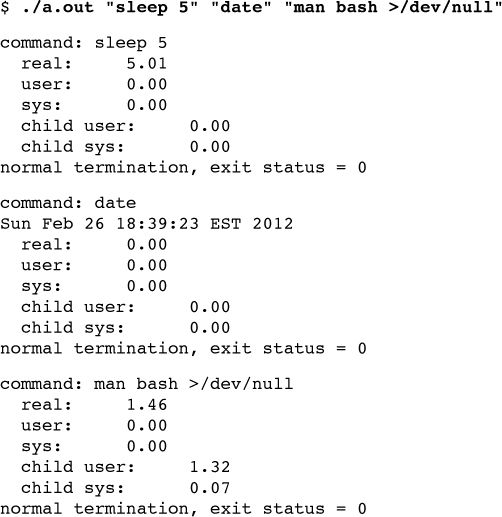 $ ./a.out "sleep 5" "date" "man bash >/dev/null"
command: sleep 5
real: 5.01
user: 0.00
sys: 0.00
child user: 0.00
child sys: 0.00
normal termination, exit status = 0
command: date
Sun Feb 26 18:39:23 EST 2012
real: 0.00
user: 0.00
sys: 0.00
child user: 0.00
child sys: 0.00
normal termination, exit status = 0
command: man bash >/dev/null
real: 1.46
user: 0.00
sys: 0.00
child user: 1.32
child sys: 0.07
normal termination, exit status = 0